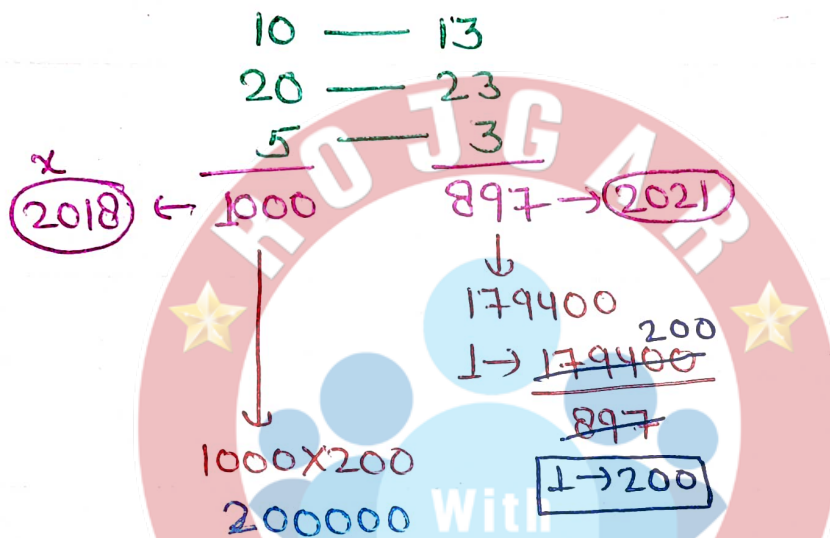 10 — 13
20 — 23
5 — 3
x
2018 ← 1000 897 → 2021
↓ ↓
179400
200
1→ 179400
897
1000×200
1→200
200000
ROJGAR
With